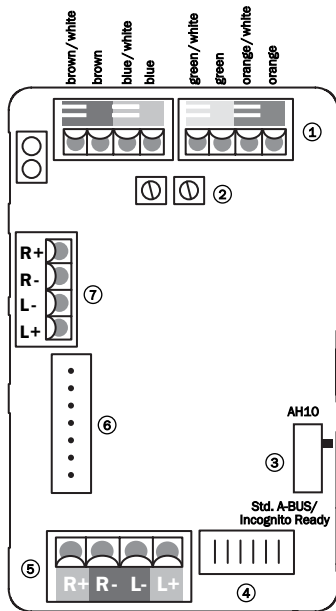 brown/white
brown
blue/white
blue
green/white
green
orange/white
orange
1
2
R+
R-
L-
L+
7
AH10
6
3
Std. A-BUS/
Incognito Ready
5
R+ R- L- L+
4